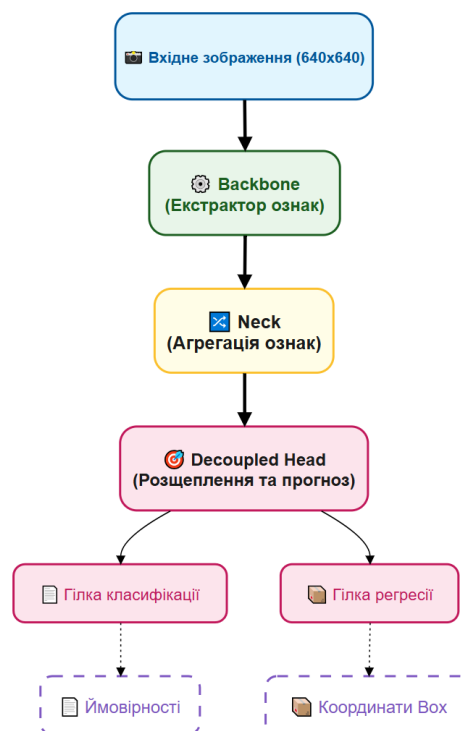 Вхідне зображення (640x640)
Backbone
(Екстрактор ознак)
Neck
(Агрегація ознак)
Decoupled Head
(Розщеплення та прогноз)
Гілка класифікації
Гілка регресії
Ймовірності
Координати Box